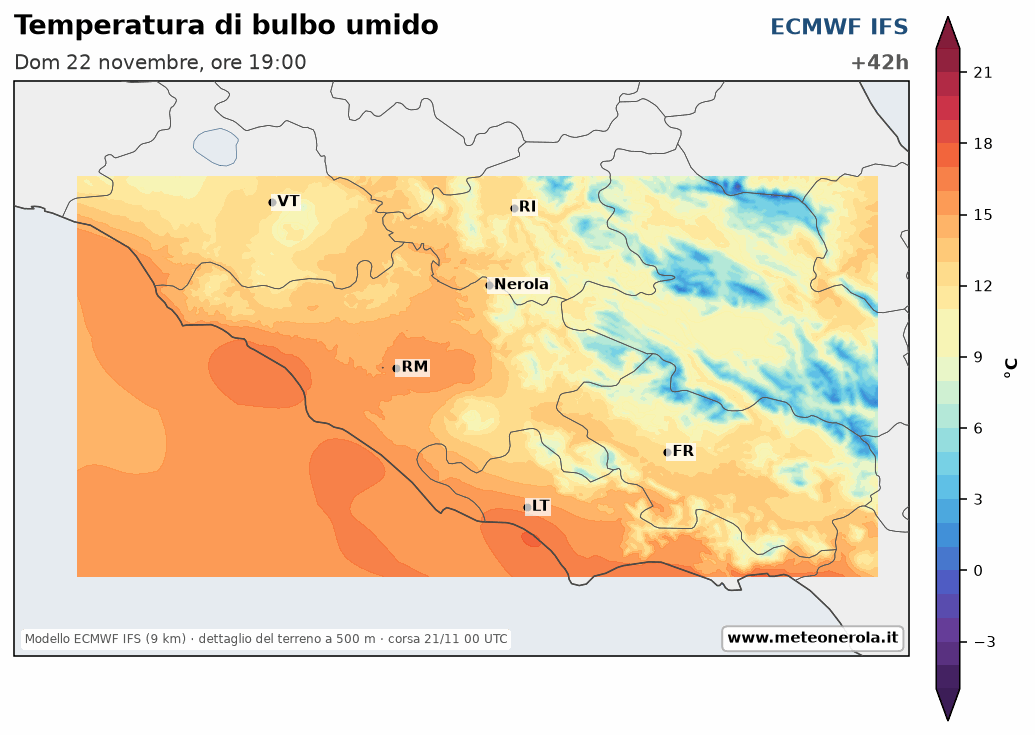 Temperatura di bulbo umido
ECMWF IFS
Dom 22 novembre, ore 19:00
+42h
21
18
15
12
9
6
3
0
−3
°C
VT
RI
Nerola
RM
FR
LT
Modello ECMWF IFS (9 km) · dettaglio del terreno a 500 m · corsa 21/11 00 UTC
www.meteonerola.it